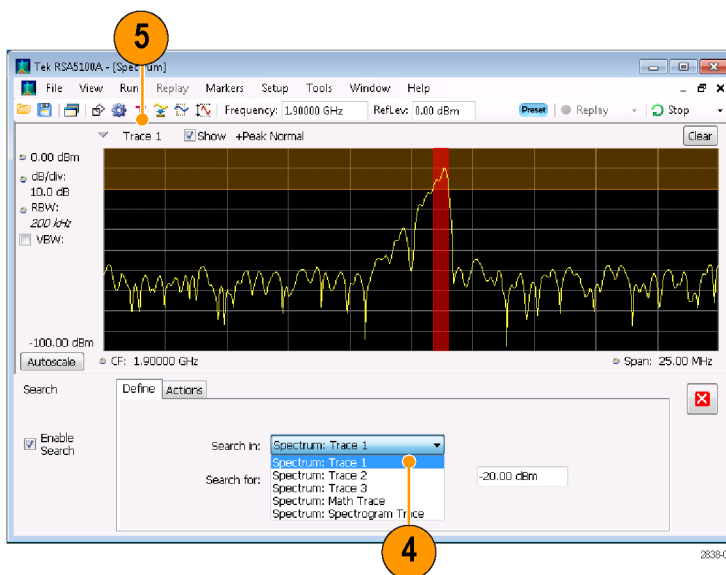 5
Tek RSA5100A - [Spectrum]
File View Run Replay Markers Setup Tools Window Help
Frequency: 1.90000 GHz RefLev: 0.00 dBm Preset Replay Stop
Trace 1 Show +Peak Normal Clear
0.00 dBm
dB/div:
10.0 dB
RBW:
200 kHz
VBW:
-100.00 dBm
Autoscale CF: 1.90000 GHz Span: 25.00 MHz
Search Define Actions
Enable
Search
Search in: Spectrum: Trace 1
Spectrum: Trace 1
Search for: Spectrum: Trace 2 -20.00 dBm
Spectrum: Trace 3
Spectrum: Math Trace
Spectrum: Spectrogram Trace
4